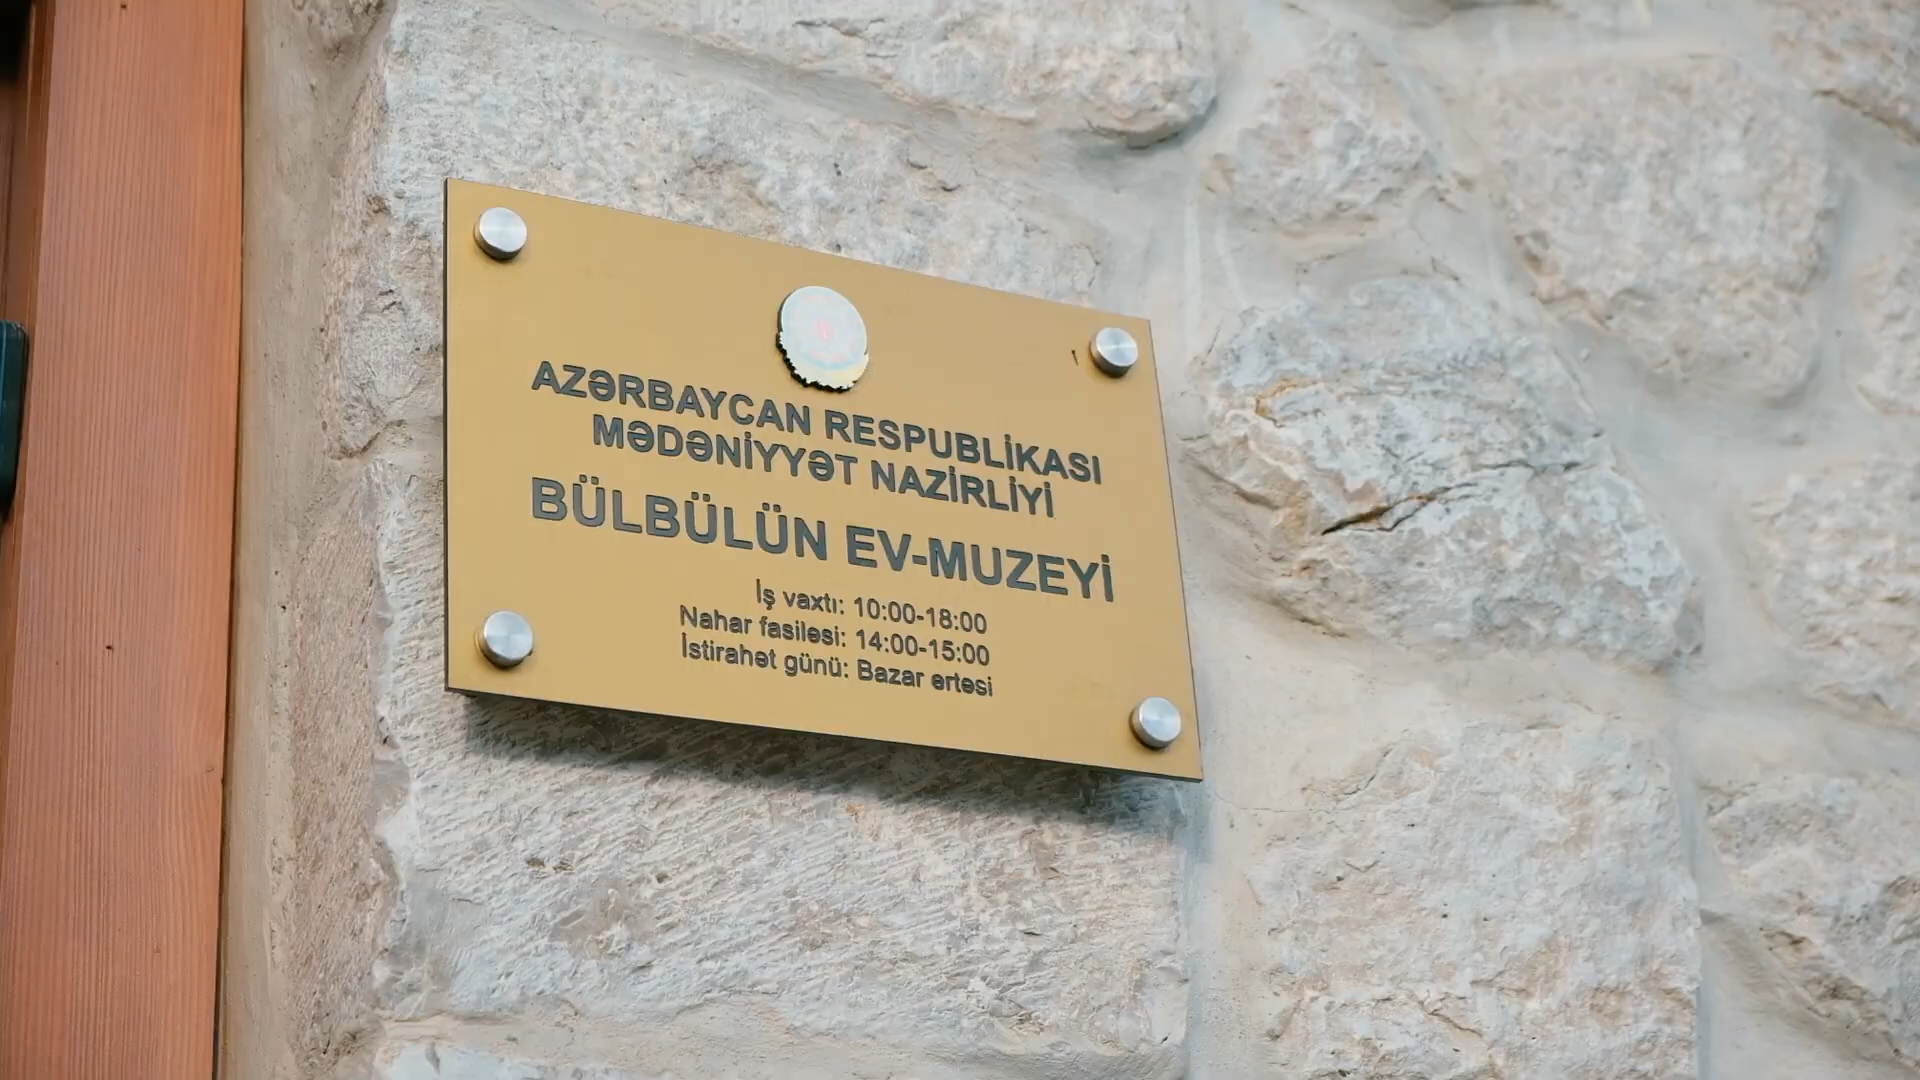 AZƏRBAYCAN RESPUBLİKASI
MƏDƏNİYYƏT NAZİRLİYİ
BÜLBÜLÜN EV-MUZEYİ
İş vaxtı: 10:00-18:00
Nahar fasiləsi: 14:00-15:00
İstirahət günü: Bazar ertəsi